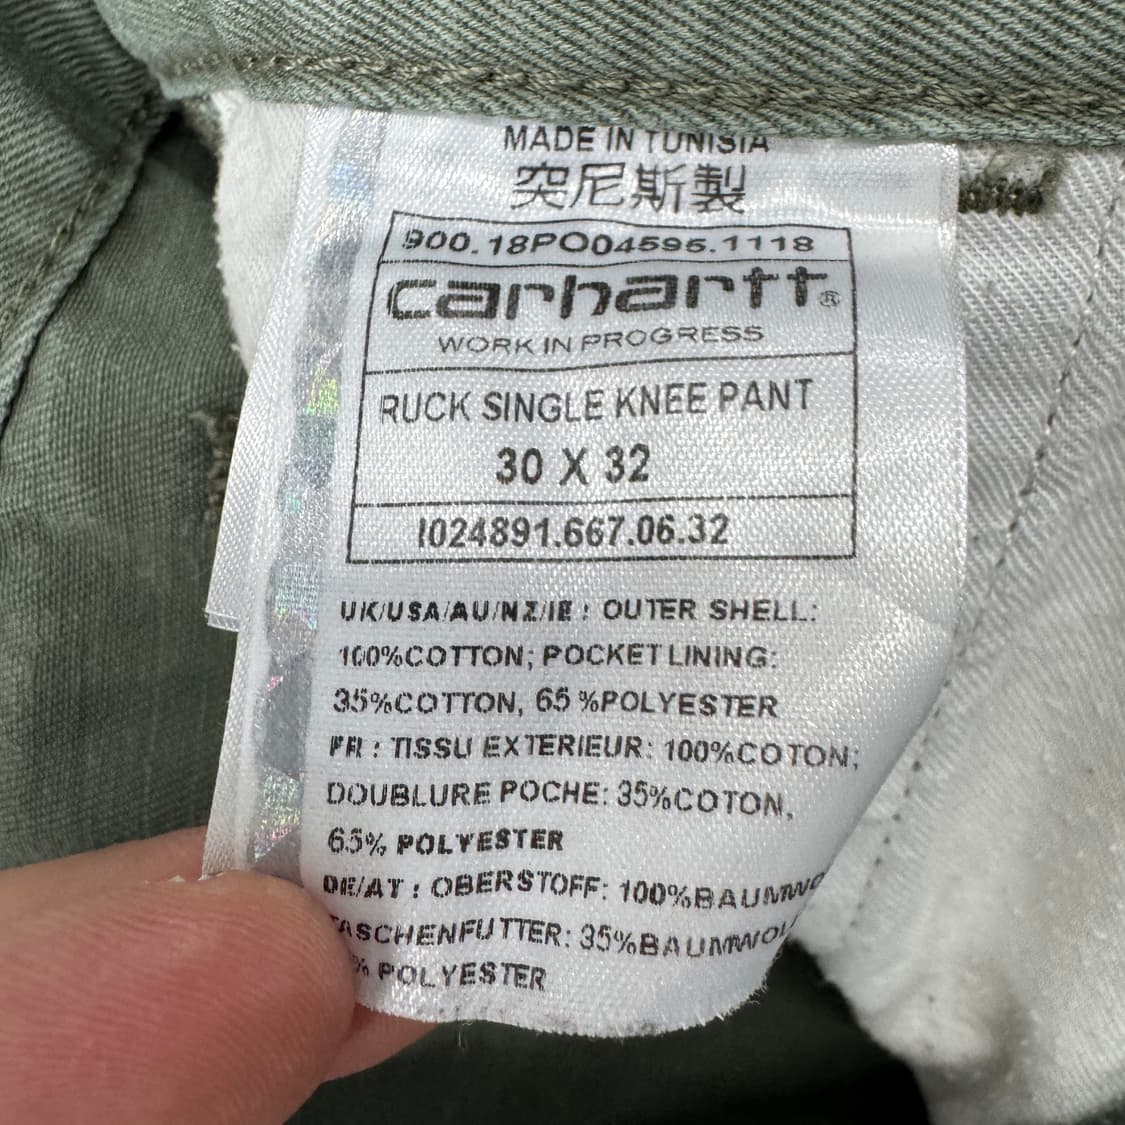 MADE IN TUNISIA
突尼斯製
900.18PO04595.1118
carhartt®
WORK IN PROGRESS
RUCK SINGLE KNEE PANT
30 X 32
I024891.667.06.32
UK/USA/AU/NZ/IE : OUTER SHELL:
100%COTTON; POCKET LINING:
35%COTTON, 65 %POLYESTER
FR : TISSU EXTERIEUR: 100%COTON;
DOUBLURE POCHE: 35%COTON,
65% POLYESTER
DE/AT : OBERSTOFF: 100%BAUMWO
TASCHENFUTTER: 35%BAUMWOL
% POLYESTER